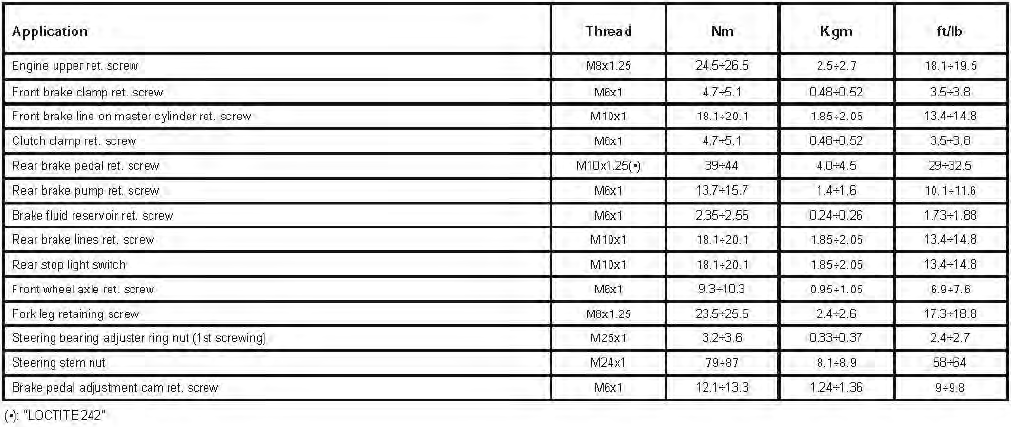 Application Thread Nm Kgm ft/lb
Engine upper ret. screw M8x1.25 24.5÷26.5 2.5÷2.7 18.1÷19.5
Front brake clamp ret. screw M6x1 4.7÷5.1 0.48÷0.52 3.5÷3.8
Front brake line on master cylinder ret. screw M10x1 18.1÷20.1 1.85÷2.05 13.4÷14.8
Clutch clamp ret. screw M6x1 4.7÷5.1 0.48÷0.52 3.5÷3.8
Rear brake pedal ret. screw M10x1.25(•) 39÷44 4.0÷4.5 29÷32.5
Rear brake pump ret. screw M6x1 13.7÷15.7 1.4÷1.6 10.1÷11.6
Brake fluid reservoir ret. screw M6x1 2.35÷2.55 0.24÷0.26 1.73÷1.88
Rear brake lines ret. screw M10x1 18.1÷20.1 1.85÷2.05 13.4÷14.8
Rear stop light switch M10x1 18.1÷20.1 1.85÷2.05 13.4÷14.8
Front wheel axle ret. screw M6x1 9.3÷10.3 0.95÷1.05 6.9÷7.6
Fork leg retaining screw M8x1.25 23.5÷25.5 2.4÷2.6 17.3÷18.8
Steering bearing adjuster ring nut (1st screwing) M25x1 3.2÷3.6 0.33÷0.37 2.4÷2.7
Steering stem nut M24x1 79÷87 8.1÷8.9 58÷64
Brake pedal adjustment cam ret. screw M6x1 12.1÷13.3 1.24÷1.36 9÷9.8
(•): "LOCTITE 242"